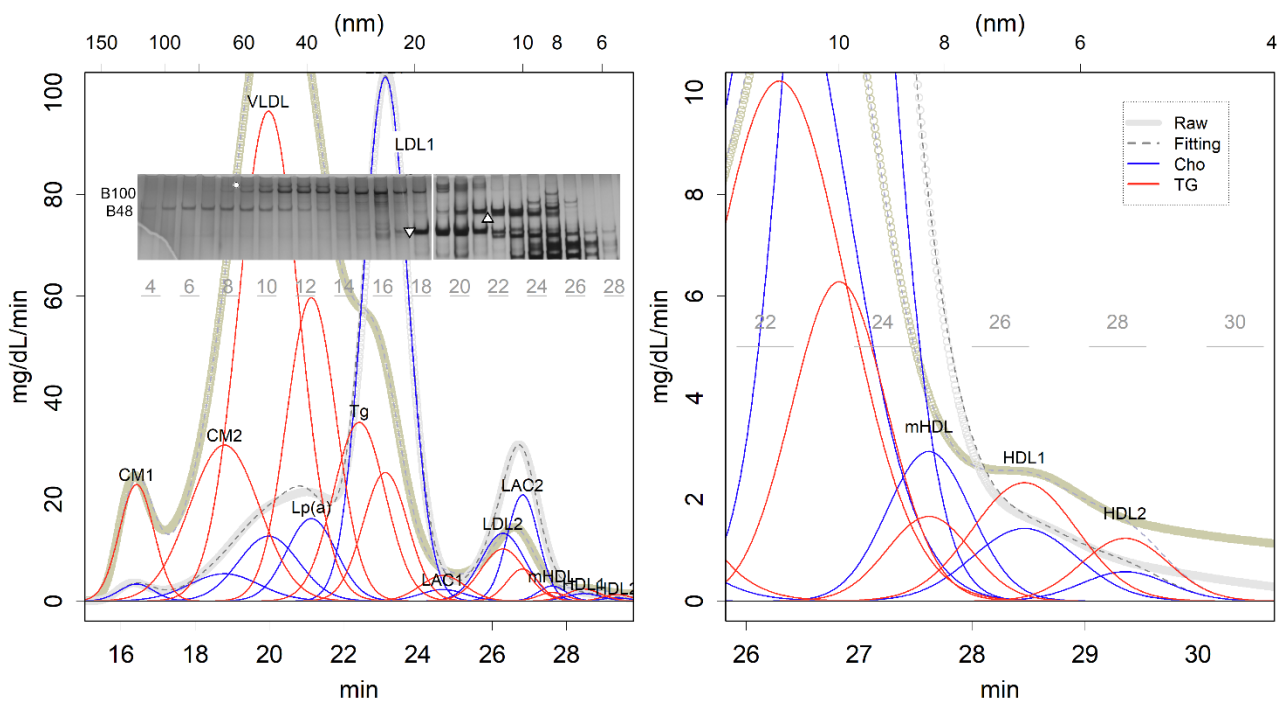 (nm)
150 100 60 40 20 10 8 6
mg/dL/min
100
80
60
40
20
0
VLDL
LDL1
B100
B48
4 6 8 10 12 14 16 18 20 22 24 26 28
Tg
CM2
CM1
Lp(a)
LAC2
LDL2
LAC1
mHDL
HDL1
HDL2
16 18 20 22 24 26 28
min
(nm)
10 8 6 4
mg/dL/min
10
8
6
4
2
0
Raw
Fitting
Cho
TG
22 24 26 28 30
mHDL
HDL1
HDL2
26 27 28 29 30
min